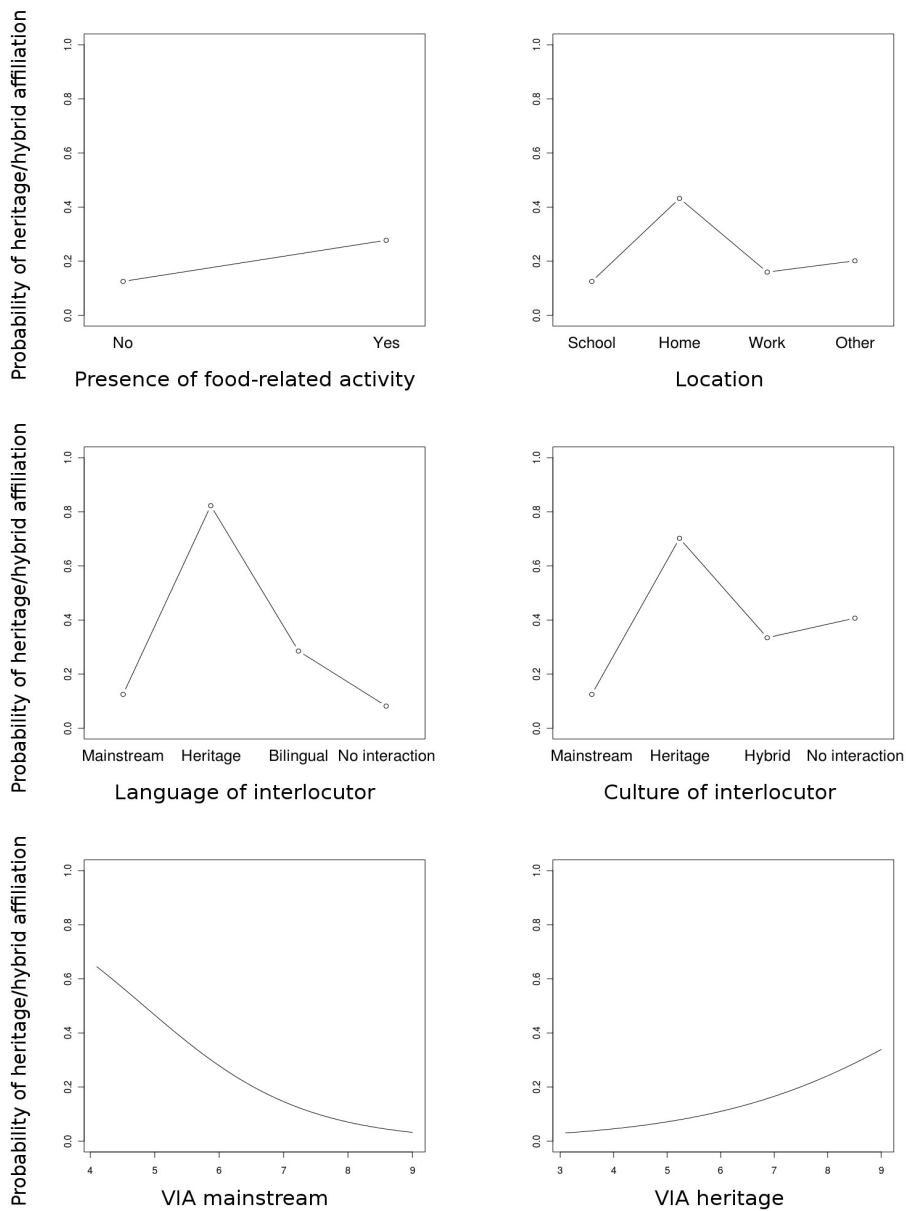 Probability of heritage/hybrid affiliation
1.0
0.8
0.6
0.4
0.2
0.0
No Yes
Presence of food-related activity
1.0
0.8
0.6
0.4
0.2
0.0
School Home Work Other
Location
Probability of heritage/hybrid affiliation
1.0
0.8
0.6
0.4
0.2
0.0
Mainstream Heritage Bilingual No interaction
Language of interlocutor
1.0
0.8
0.6
0.4
0.2
0.0
Mainstream Heritage Hybrid No interaction
Culture of interlocutor
Probability of heritage/hybrid affiliation
1.0
0.8
0.6
0.4
0.2
0.0
4 5 6 7 8 9
VIA mainstream
1.0
0.8
0.6
0.4
0.2
0.0
3 4 5 6 7 8 9
VIA heritage